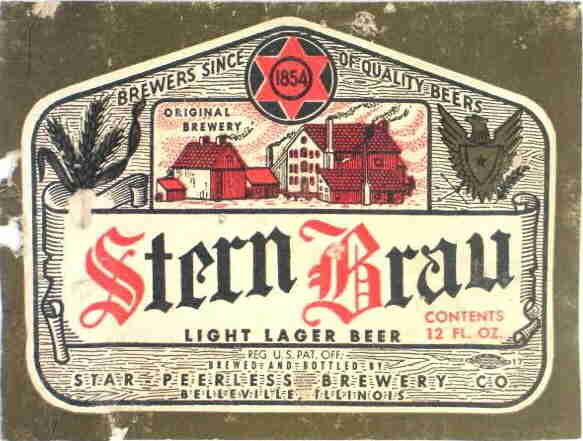 BREWERS SINCE 1854 OF QUALITY BEERS
ORIGINAL
BREWERY
Stern Brau
CONTENTS
12 FL. OZ.
LIGHT LAGER BEER
REG. U.S. PAT. OFF.
BREWED AND BOTTLED BY
STAR-PEERLESS BREWERY CO
BELLEVILLE, ILLINOIS
17